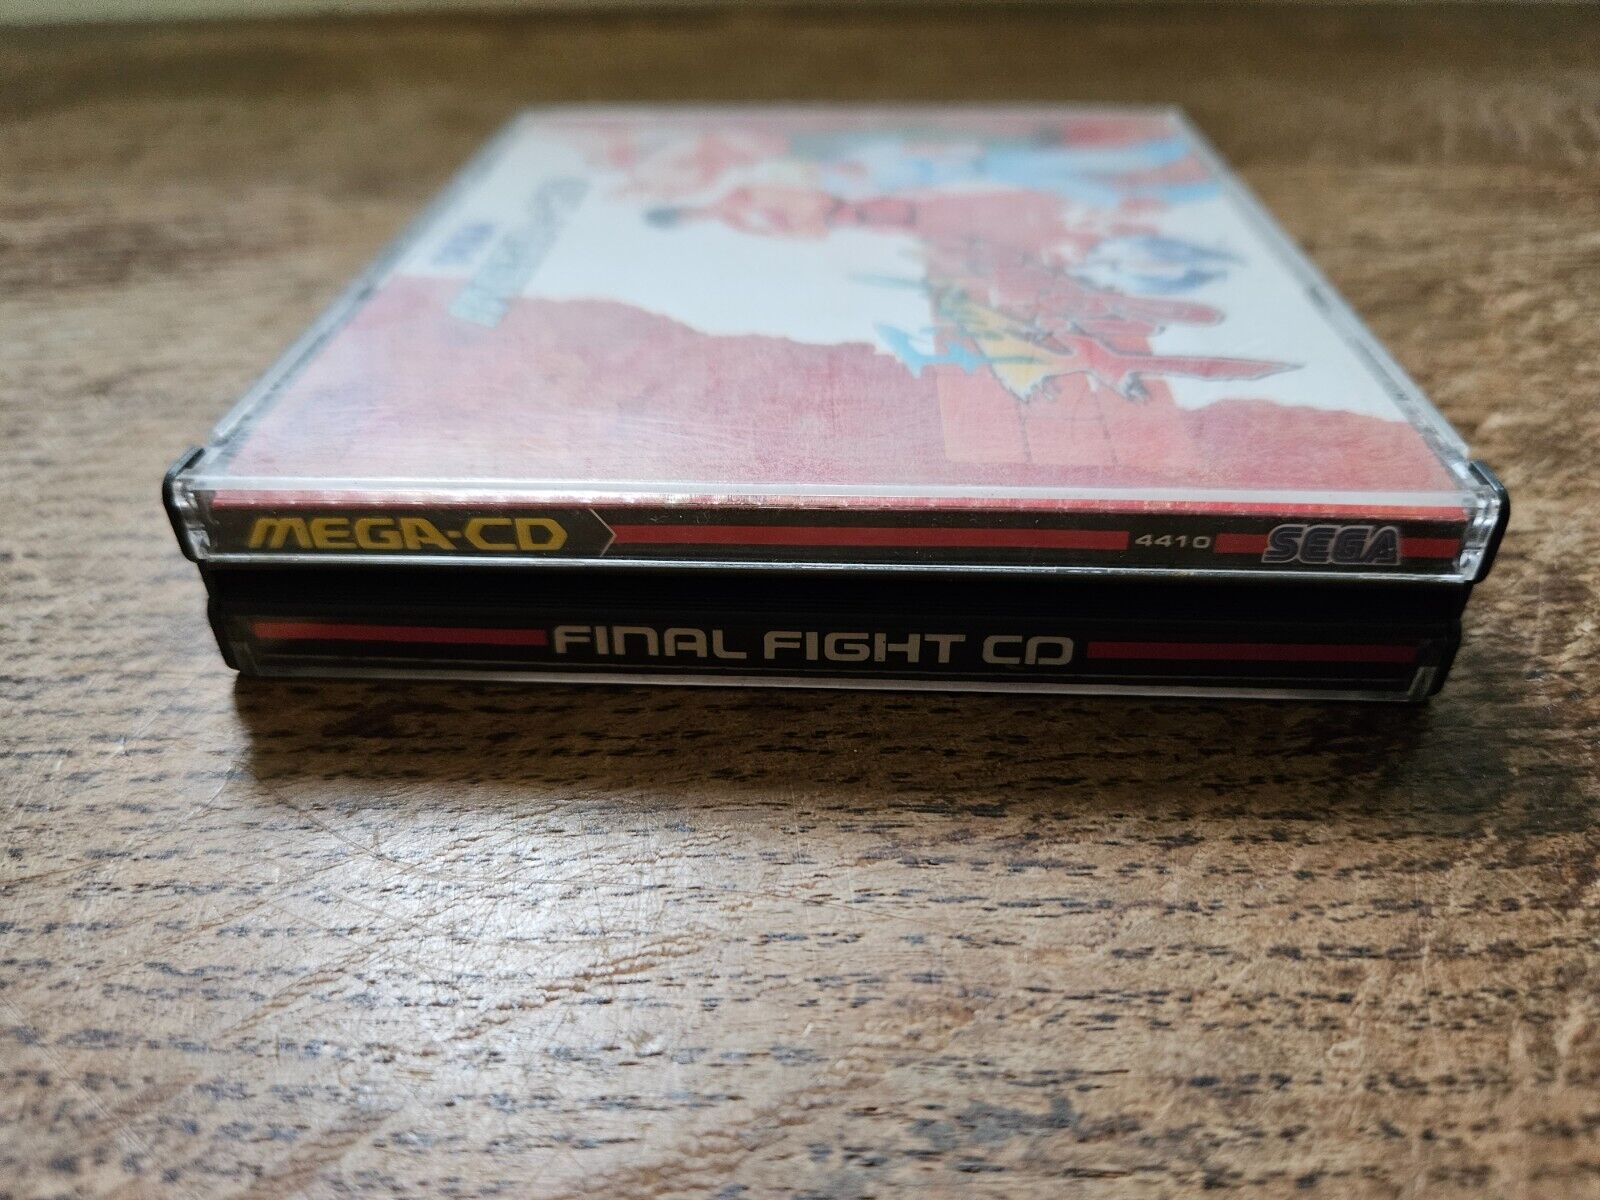 MEGA-CD 4410 SEGA
FINAL FIGHT CD